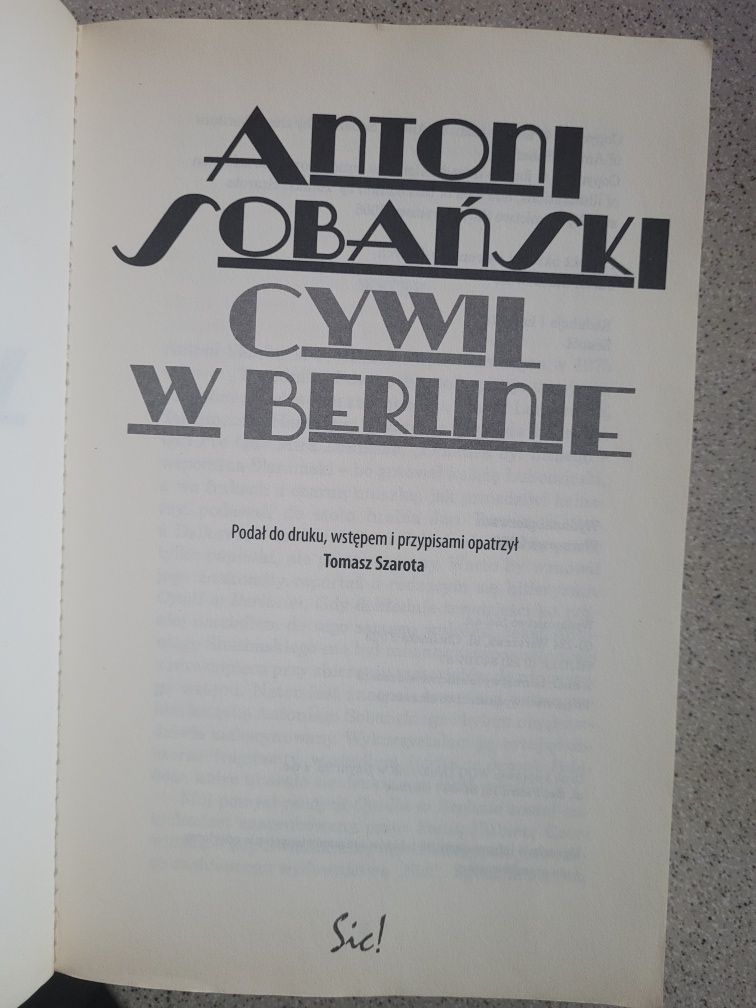 ANTONI
SOBAŃSKI
CYWIL
W BERLINIE
Podał do druku, wstępem i przypisami opatrzył
Tomasz Szarota
Sic!